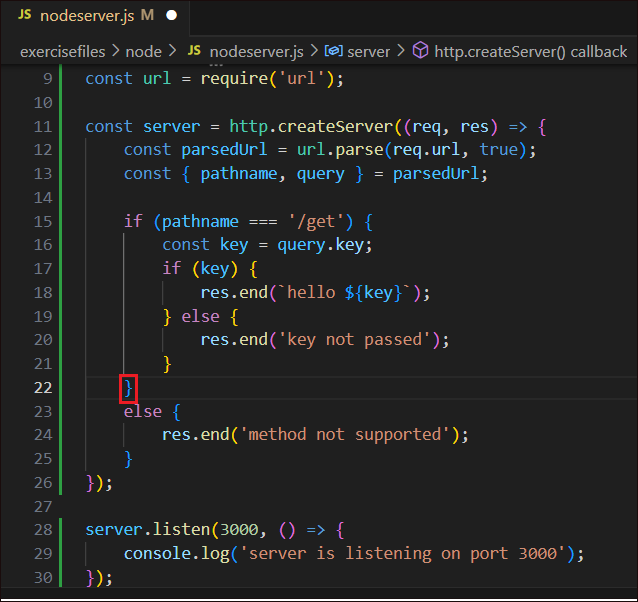 JS nodeserver.js M
exercisefiles > node > JS nodeserver.js > server > http.createServer() callback
9 const url = require('url');
10
11 const server = http.createServer((req, res) => {
12     const parsedUrl = url.parse(req.url, true);
13     const { pathname, query } = parsedUrl;
14
15     if (pathname === '/get') {
16         const key = query.key;
17         if (key) {
18             res.end(`hello ${key}`);
19         } else {
20             res.end('key not passed');
21         }
22     }
23     else {
24         res.end('method not supported');
25     }
26 });
27
28 server.listen(3000, () => {
29     console.log('server is listening on port 3000');
30 });